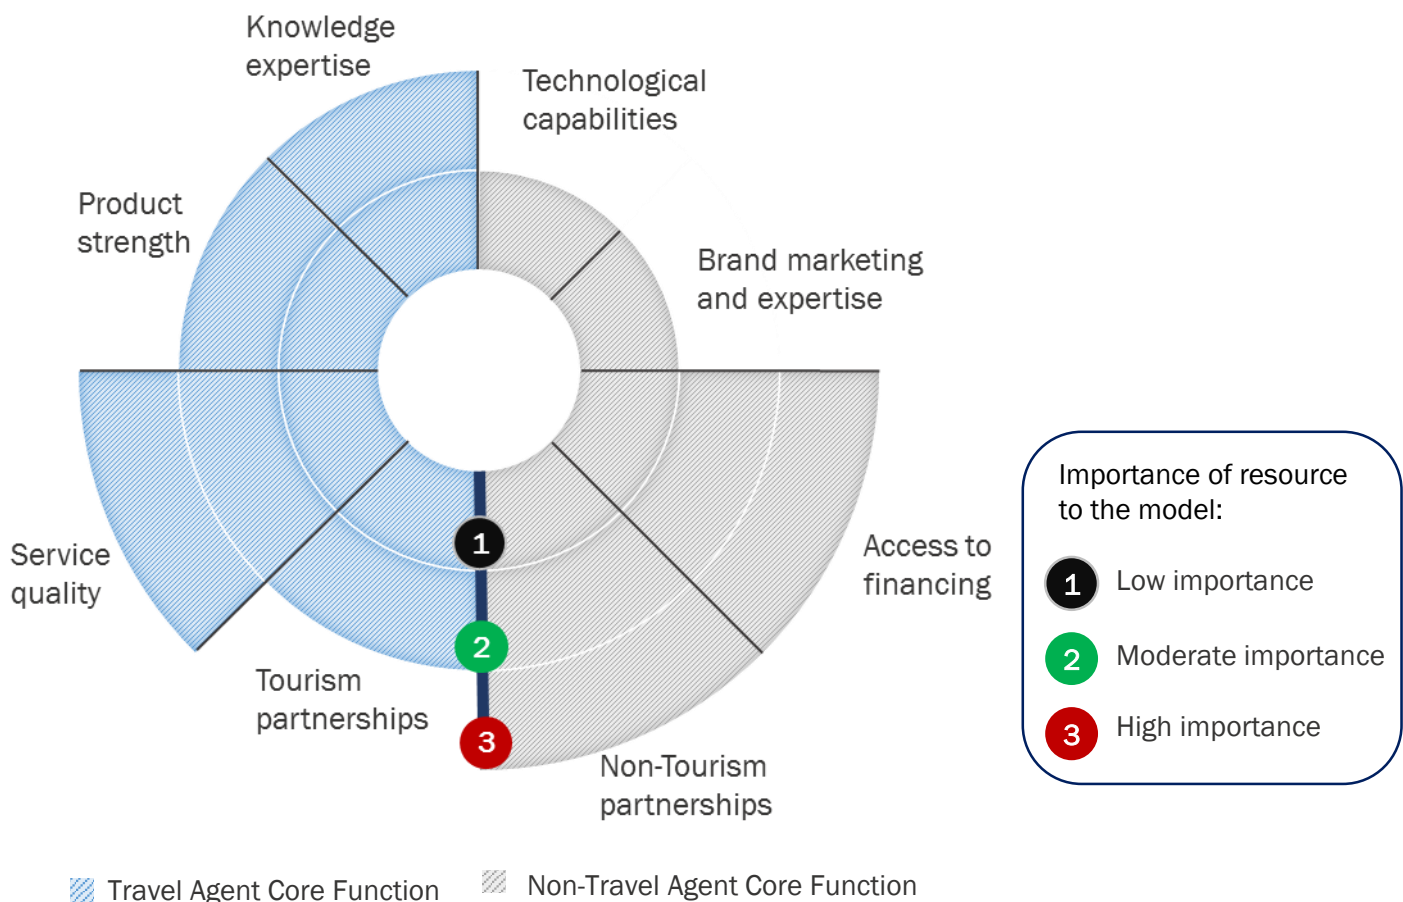 Knowledge
expertise
Technological
capabilities
Product
strength
Brand marketing
and expertise
Service
quality
Access to
financing
Tourism
partnerships
Non-Tourism
partnerships
1
2
3
Importance of resource
to the model:
1 Low importance
2 Moderate importance
3 High importance
Travel Agent Core Function
Non-Travel Agent Core Function